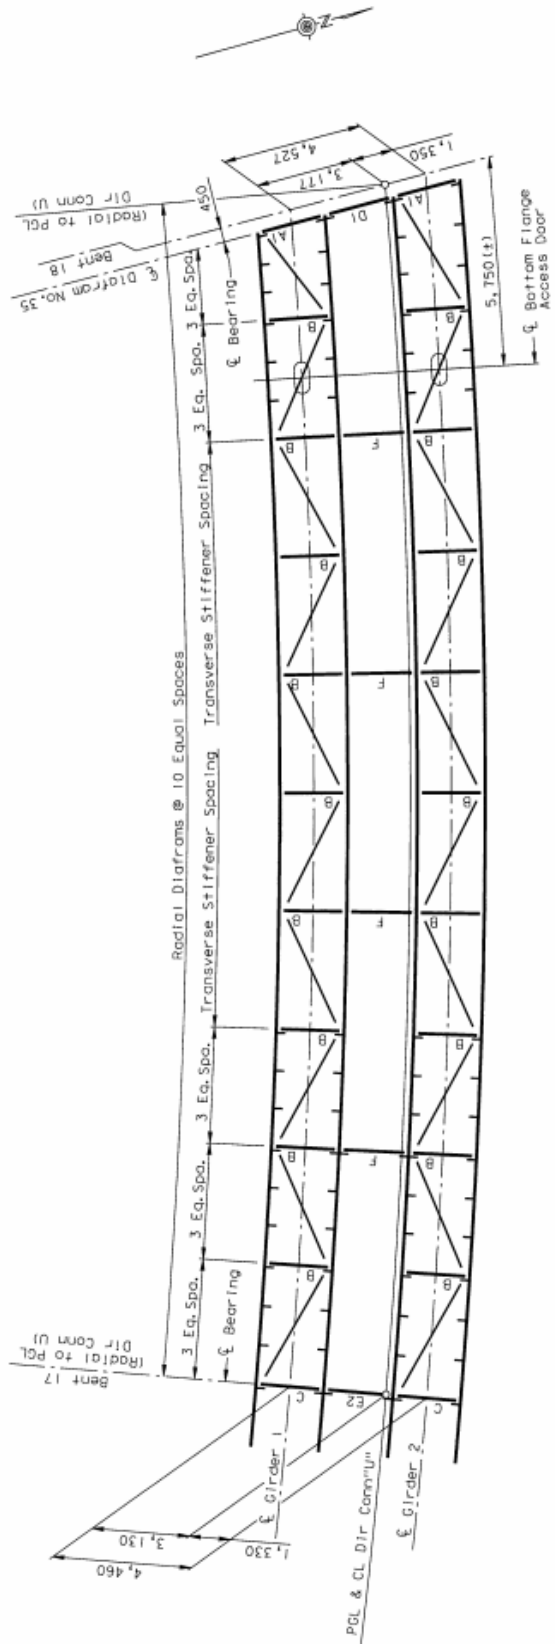 N
4,527
1,350
3,177
(Radial to PGL
Dir Conn U)
450
Bent 18
℄ Diafram No. 35
A1
D1
A1
3 Eq. Spa.
℄ Bearing
5,750(±)
℄ Bottom Flange
Access Door
B
B
3 Eq. Spa.
B
F
B
Transverse Stiffener Spacing
B
B
B
F
B
Radial Diaframs @ 10 Equal Spaces
B
B
Transverse Stiffener Spacing
B
F
B
B
B
3 Eq. Spa.
B
F
B
3 Eq. Spa.
B
B
3 Eq. Spa.
℄ Bearing
Bent 17
(Radial to PGL
Dir Conn U)
C
E2
C
℄ Girder 1
℄ Girder 2
PGL & CL Dir Conn"U"
3,130
1,330
4,460